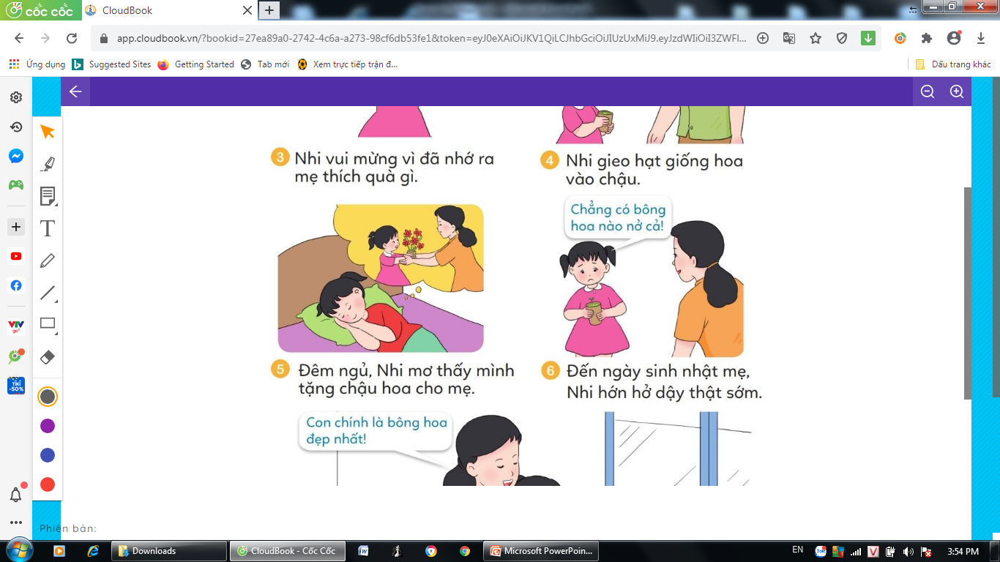 cốc cốc
CloudBook
app.cloudbook.vn/?bookid=27ea89a0-2742-4c6a-a273-98cf6db53fe1&token=eyJ0eXAiOiJKV1QiLCJhbGciOiJIUzUxMiJ9.eyJzdWIiOiI3ZWFl...
Ứng dụng
Suggested Sites
Getting Started
Tab mới
Xem trực tiếp trận đ...
Dấu trang khác
3 Nhi vui mừng vì đã nhớ ra
mẹ thích quà gì.
4 Nhi gieo hạt giống hoa
vào chậu.
Chẳng có bông
hoa nào nở cả!
5 Đêm ngủ, Nhi mơ thấy mình
tặng chậu hoa cho mẹ.
6 Đến ngày sinh nhật mẹ,
Nhi hớn hở dậy thật sớm.
Con chính là bông hoa
đẹp nhất!
T
VTV
go
TIKI
-50%
Phiên bản:
Downloads
CloudBook - Cốc Cốc
Microsoft PowerPoin...
EN
Zalo
V
3:54 PM